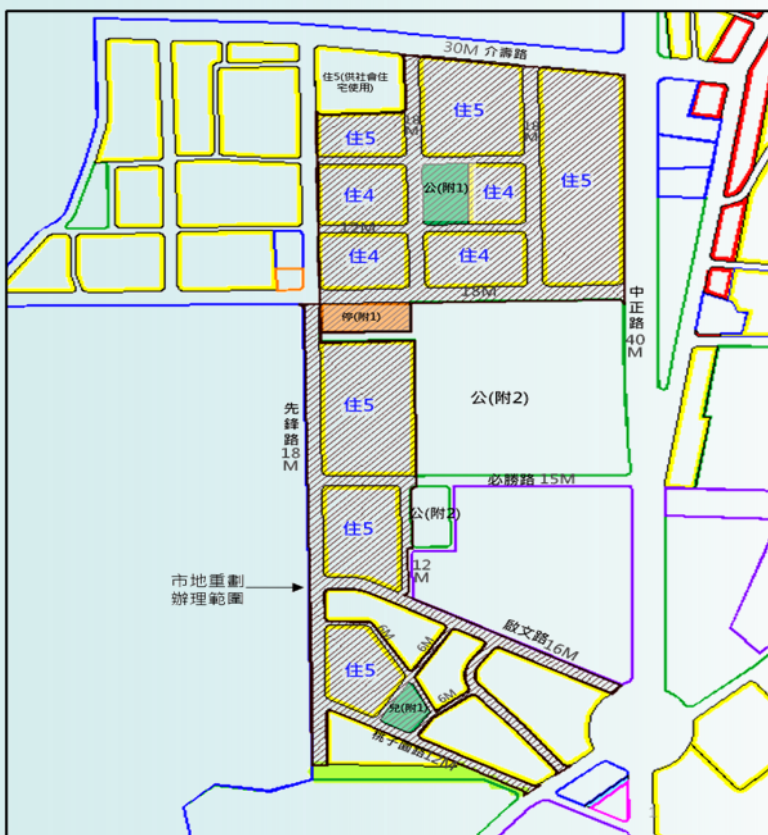 30M 介壽路
住5(供社會住
宅使用)
住5
18
M
18
M
住5
住5
住4
公(附1)
住4
12M
住4
住4
18M
中
正
路
40
M
停(附1)
住5
公(附2)
先
鋒
路
18
M
必勝路 15M
住5
公(附2)
12
M
市地重劃
辦理範圍
啟文路16M
6M
6M
住5
6M
兒(附1)
桃子園路12M